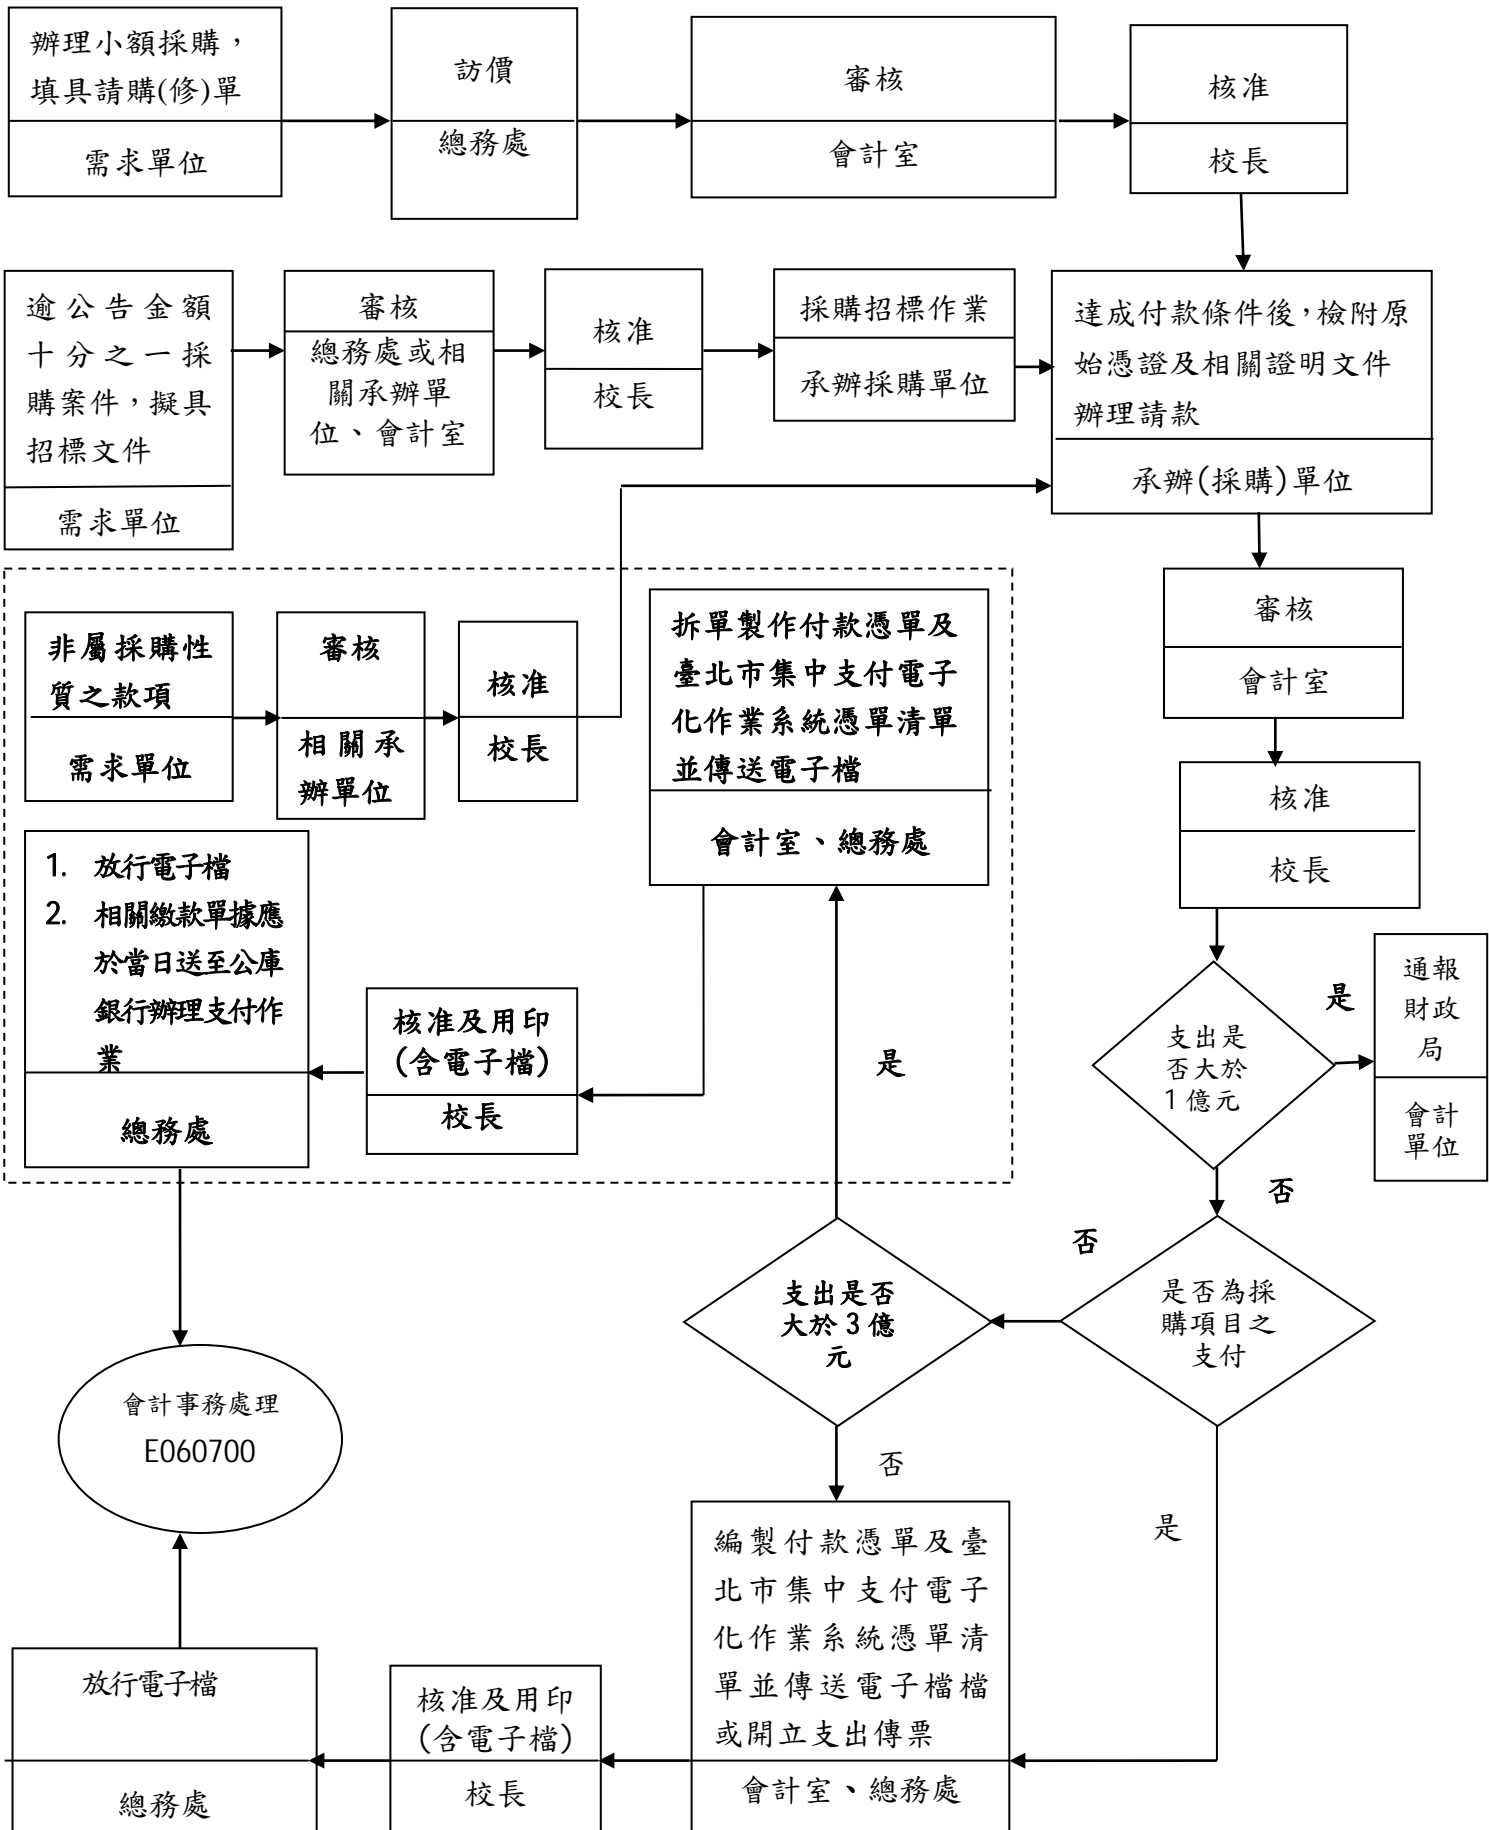 辦理小額採購，
填具請購(修)單
需求單位
訪價
總務處
審核
會計室
核准
校長
逾公告金額
十分之一採
購案件，擬具
招標文件
需求單位
審核
總務處或相
關承辦單
位、會計室
核准
校長
採購招標作業
承辦採購單位
達成付款條件後，檢附原
始憑證及相關證明文件
辦理請款
承辦(採購)單位
非屬採購性
質之款項
需求單位
審核
相關承
辦單位
核准
校長
拆單製作付款憑單及
臺北市集中支付電子
化作業系統憑單清單
並傳送電子檔
會計室、總務處
審核
會計室
核准
校長
1. 放行電子檔
2. 相關繳款單據應
於當日送至公庫
銀行辦理支付作
業
總務處
核准及用印
(含電子檔)
校長
是
支出是
否大於
1億元
是
通報
財政
局
會計
單位
否
否
支出是否
大於3億
元
是否為採
購項目之
支付
會計事務處理
E060700
否
是
編製付款憑單及臺
北市集中支付電子
化作業系統憑單清
單並傳送電子檔檔
或開立支出傳票
會計室、總務處
核准及用印
(含電子檔)
校長
放行電子檔
總務處